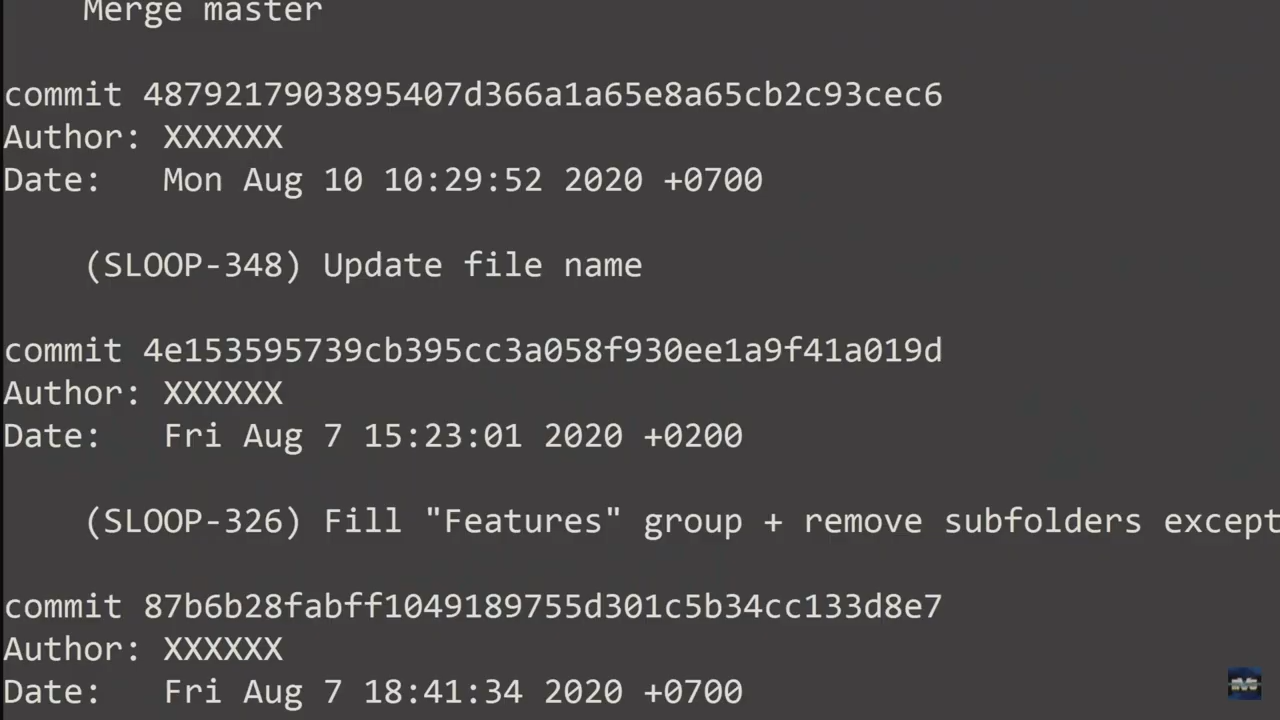 Merge master
commit 4879217903895407d366a1a65e8a65cb2c93cec6
Author: XXXXXX
Date:   Mon Aug 10 10:29:52 2020 +0700
(SLOOP-348) Update file name
commit 4e153595739cb395cc3a058f930ee1a9f41a019d
Author: XXXXXX
Date:   Fri Aug 7 15:23:01 2020 +0200
(SLOOP-326) Fill "Features" group + remove subfolders except
commit 87b6b28fabff1049189755d301c5b34cc133d8e7
Author: XXXXXX
Date:   Fri Aug 7 18:41:34 2020 +0700